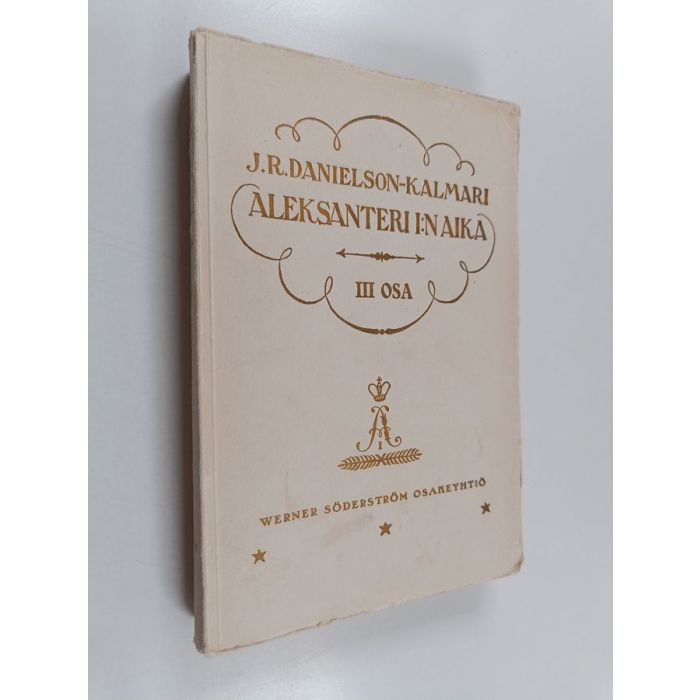 J.R.DANIELSON-KALMARI
ALEKSANTERI I:N AIKA
III OSA
A I
WERNER SÖDERSTRÖM OSAKEYHTIÖ